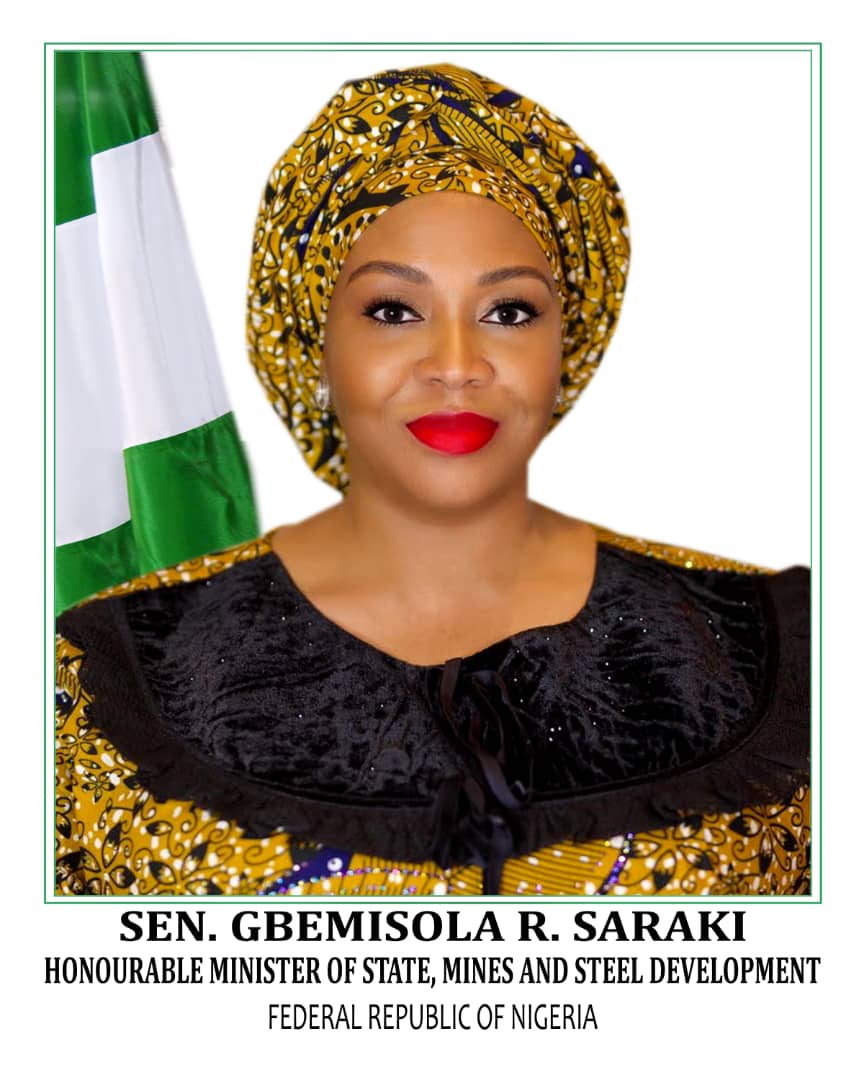 SEN. GBEMISOLA R. SARAKI
HONOURABLE MINISTER OF STATE, MINES AND STEEL DEVELOPMENT
FEDERAL REPUBLIC OF NIGERIA